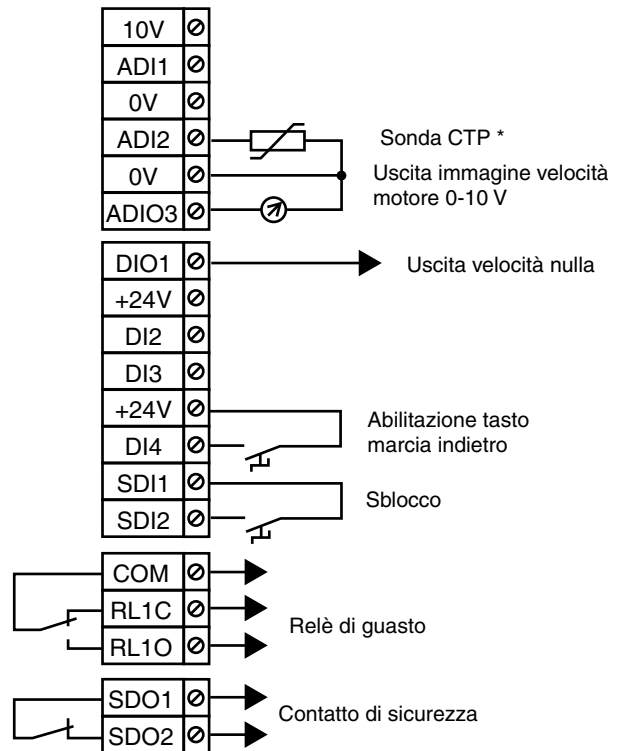 10V
ADI1
0V
ADI2
Sonda CTP *
0V
Uscita immagine velocità
motore 0-10 V
ADIO3
DIO1
Uscita velocità nulla
+24V
DI2
DI3
+24V
Abilitazione tasto
marcia indietro
DI4
SDI1
Sblocco
SDI2
COM
RL1C
Relè di guasto
RL1O
SDO1
Contatto di sicurezza
SDO2